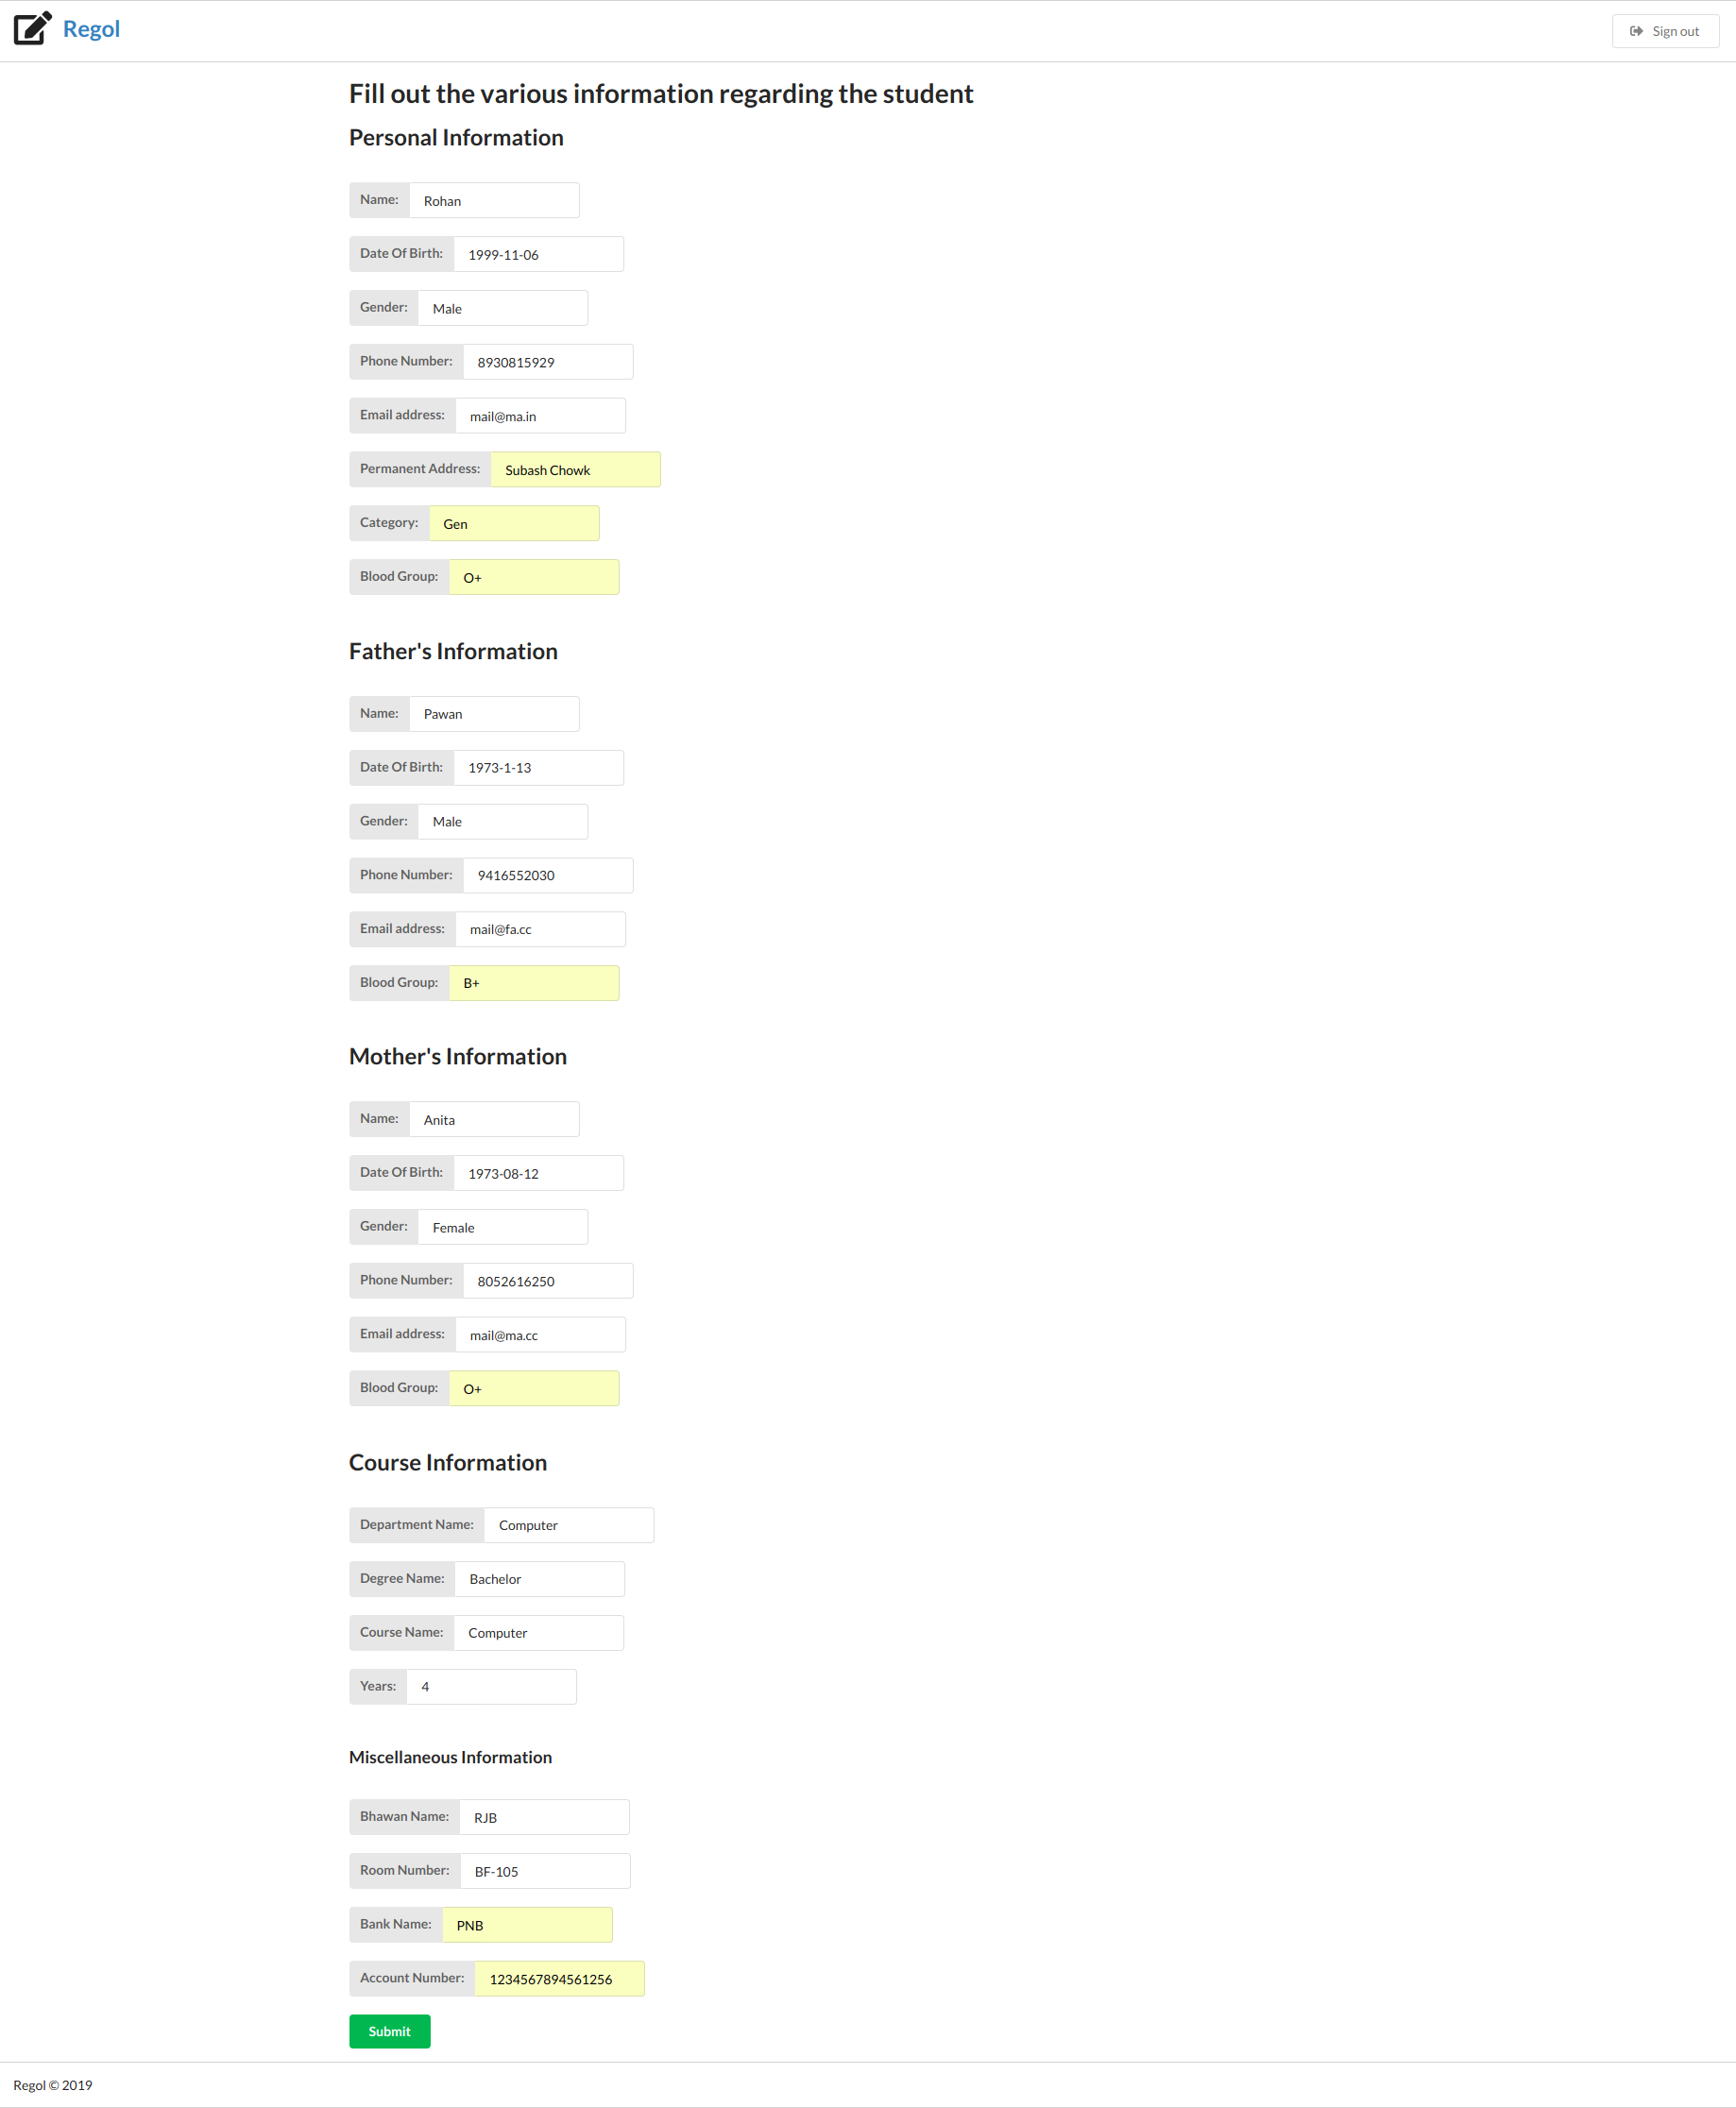 Regol
Sign out
Fill out the various information regarding the student
Personal Information
Name: Rohan
Date Of Birth: 1999-11-06
Gender: Male
Phone Number: 8930815929
Email address: mail@ma.in
Permanent Address: Subash Chowk
Category: Gen
Blood Group: O+
Father's Information
Name: Pawan
Date Of Birth: 1973-1-13
Gender: Male
Phone Number: 9416552030
Email address: mail@fa.cc
Blood Group: B+
Mother's Information
Name: Anita
Date Of Birth: 1973-08-12
Gender: Female
Phone Number: 8052616250
Email address: mail@ma.cc
Blood Group: O+
Course Information
Department Name: Computer
Degree Name: Bachelor
Course Name: Computer
Years: 4
Miscellaneous Information
Bhawan Name: RJB
Room Number: BF-105
Bank Name: PNB
Account Number: 1234567894561256
Submit
Regol © 2019